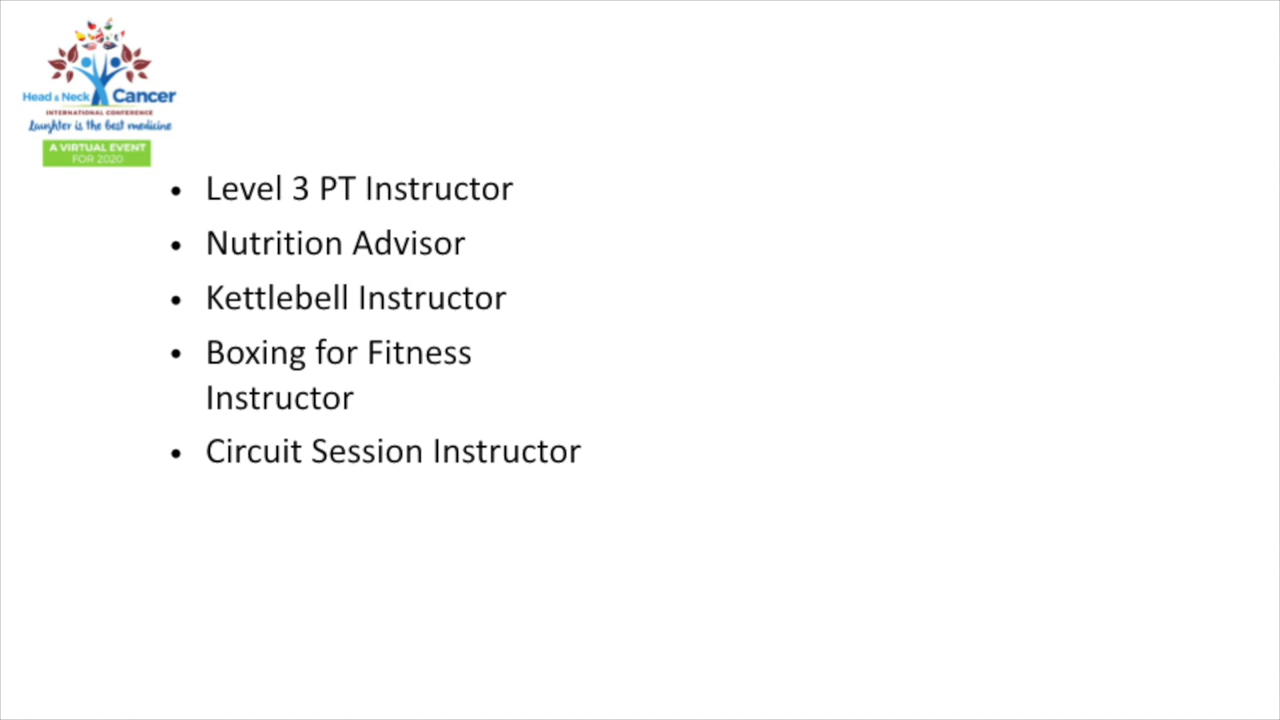 Head & Neck Cancer
INTERNATIONAL CONFERENCE
Laughter is the best medicine
A VIRTUAL EVENT
FOR 2020
• Level 3 PT Instructor
• Nutrition Advisor
• Kettlebell Instructor
• Boxing for Fitness
Instructor
• Circuit Session Instructor